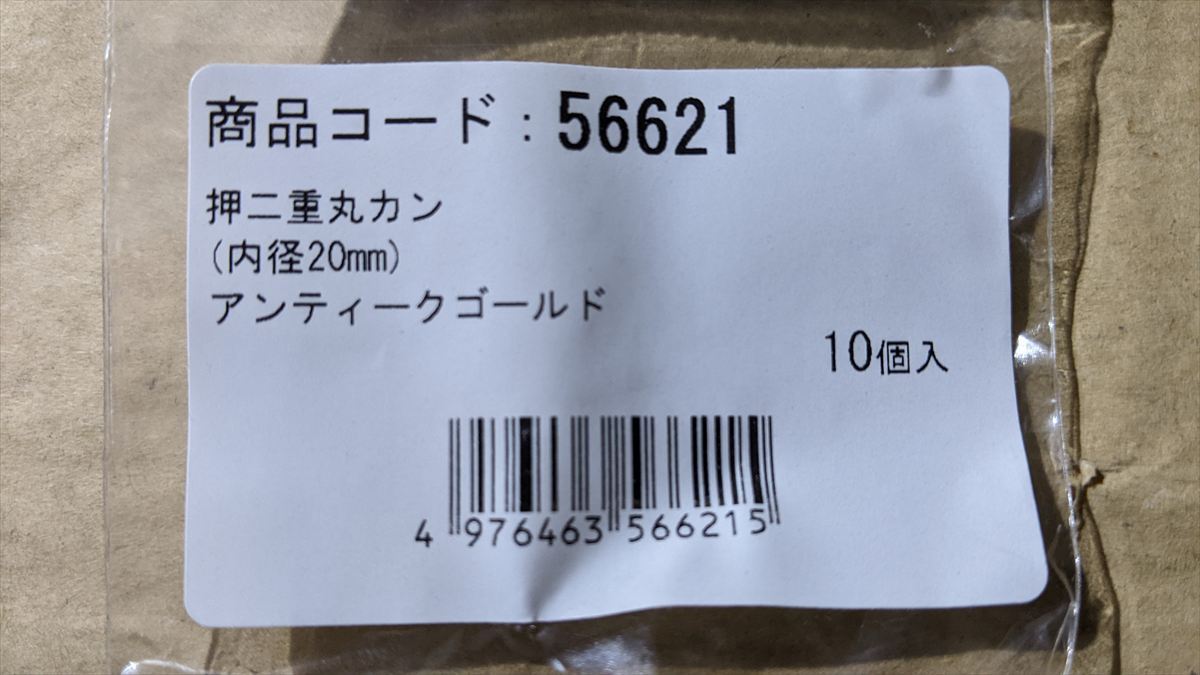 商品コード：56621
押二重丸カン
(内径20mm)
アンティークゴールド
10個入
4 976463 566215